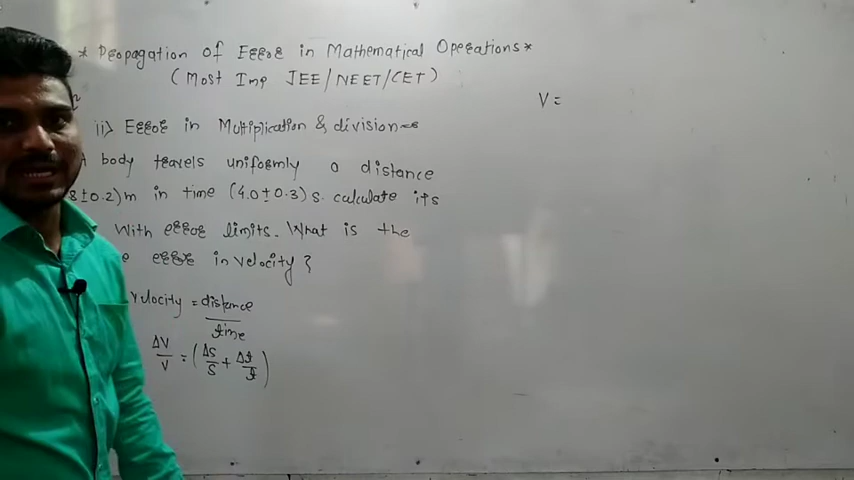 * Propagation of Error in Mathematical Operations *
(Most Imp JEE/NEET/CET)
V =
ii> Error in Multiplication & division
body travels uniformly a distance
8±0.2)m in time (4.0±0.3)s. calculate its
With error limits. What is the
error in velocity?
velocity = distance
time
ΔV/V = (ΔS/S + Δt/t)